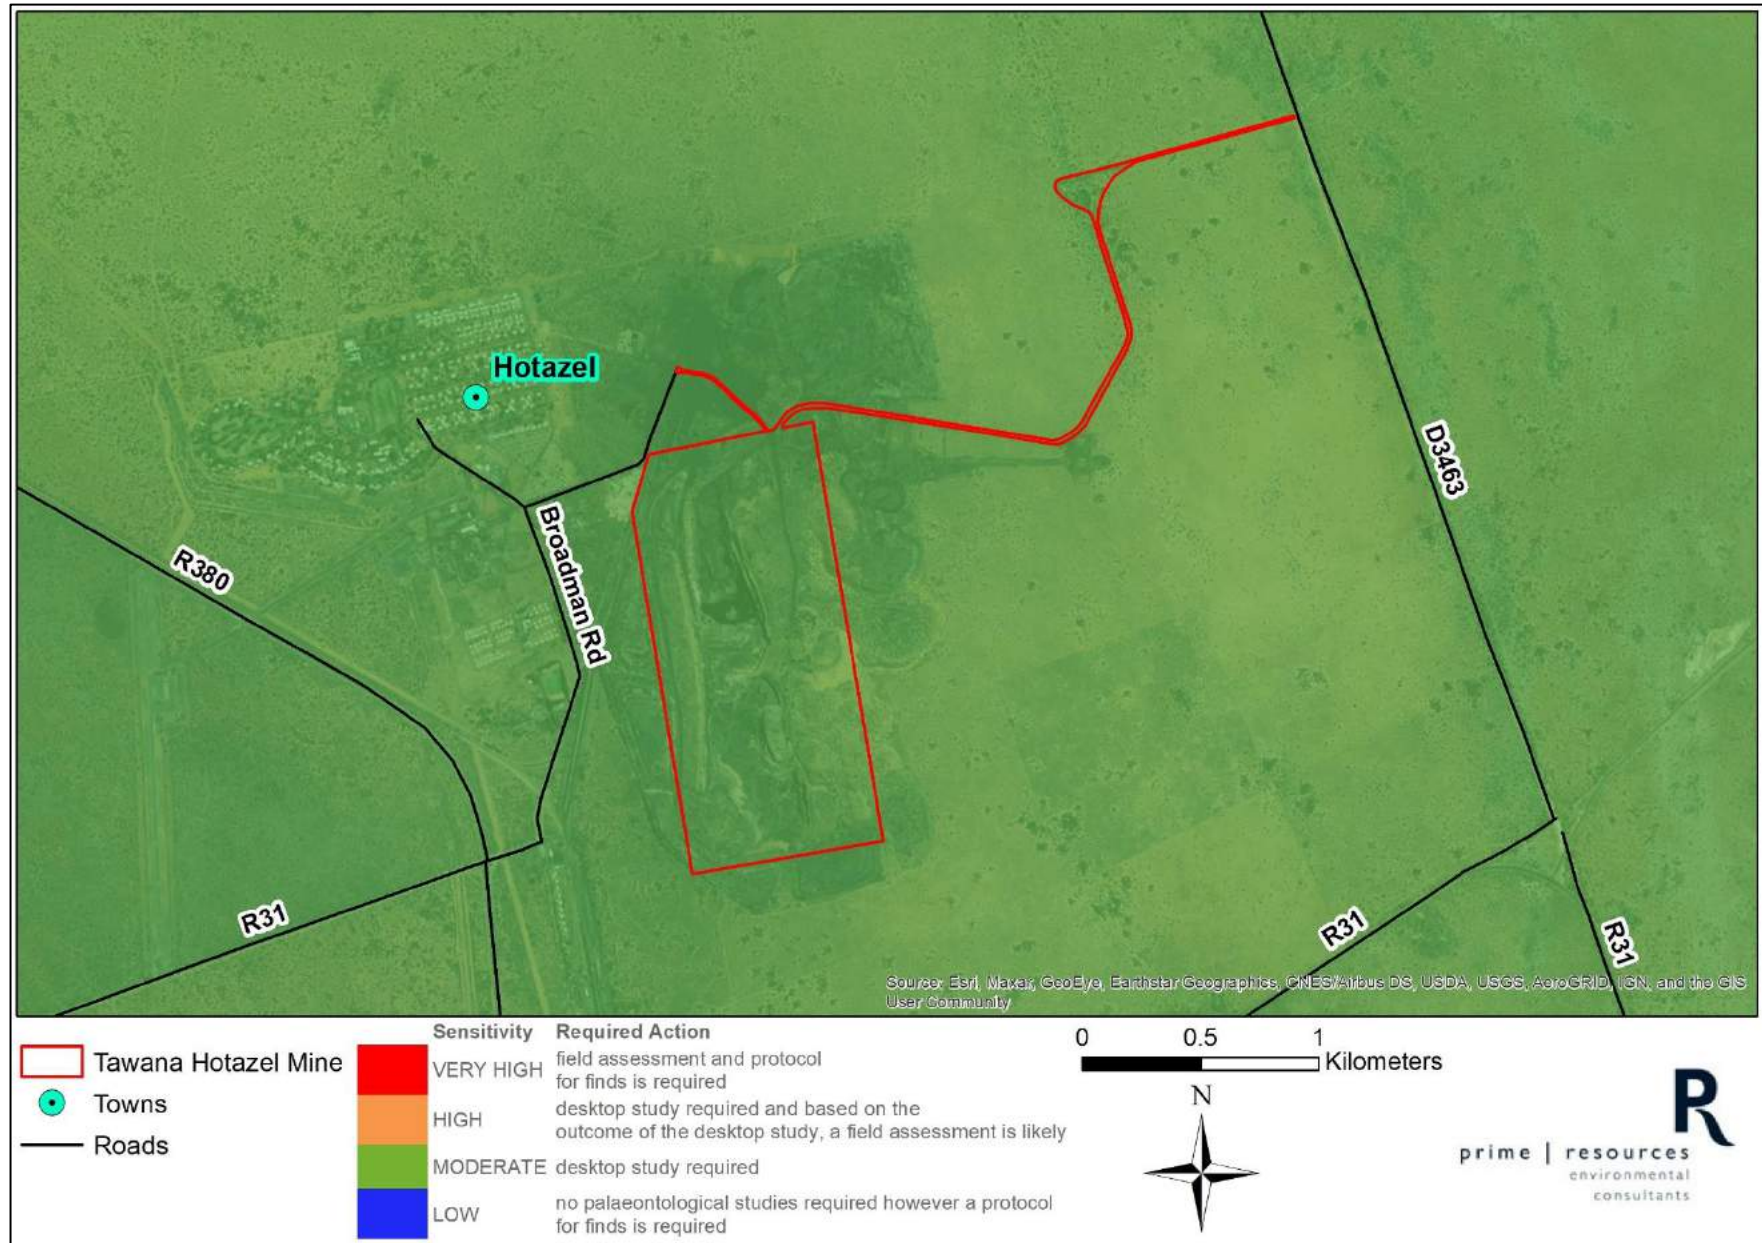 Hotazel
D3463
Broadman Rd
R380
R31
R31
R31
Source: Esri, Maxar, GeoEye, Earthstar Geographics, CNES/Airbus DS, USDA, USGS, AeroGRID, IGN, and the GIS
User Community
Tawana Hotazel Mine
Towns
Roads
Sensitivity Required Action
VERY HIGH field assessment and protocol
for finds is required
HIGH desktop study required and based on the
outcome of the desktop study, a field assessment is likely
MODERATE desktop study required
LOW no palaeontological studies required however a protocol
for finds is required
0 0.5 1
Kilometers
N
R
prime | resources
environmental
consultants